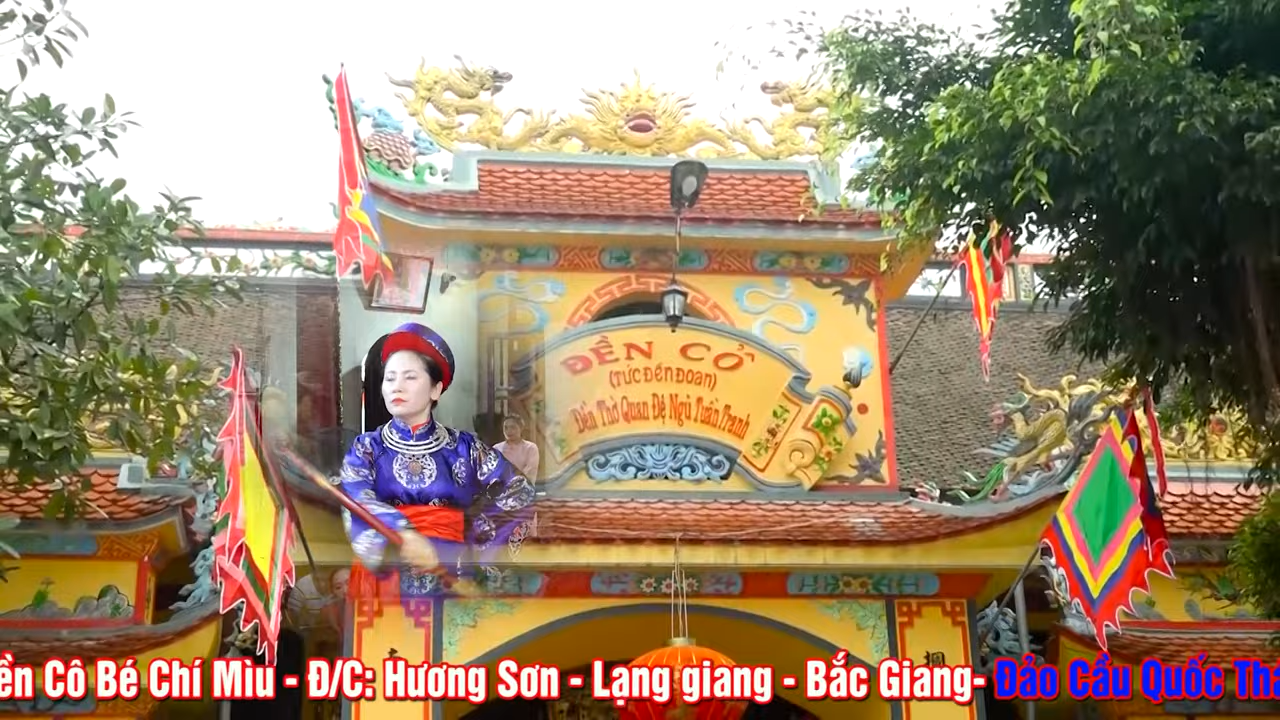 ĐỀN CỔ
(TỨC ĐỀN ĐOAN)
Đền Thờ Quan Đệ Ngũ Tuần Tranh
ền Cô Bé Chí Mìu - Đ/C: Hương Sơn - Lạng giang - Bắc Giang- Đảo Cầu Quốc Thá